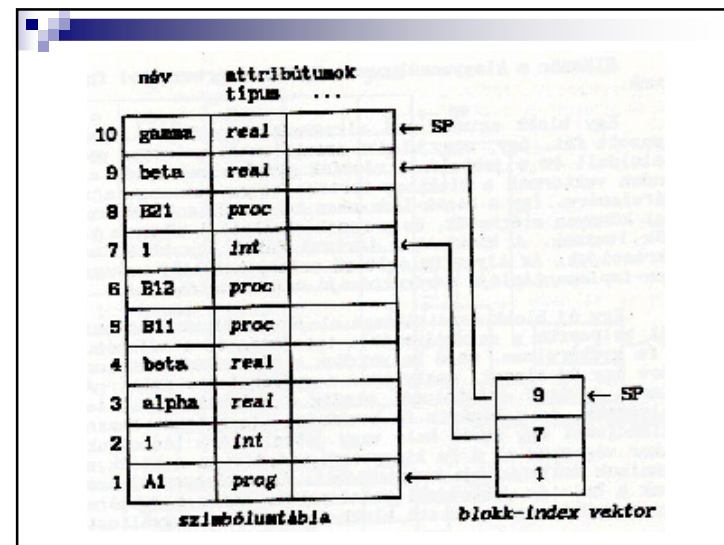 név attribútumok
típus ...
10 gamma real ← SP
9 beta real
8 B21 proc
7 i int
6 B12 proc
5 B11 proc
4 beta real
3 alpha real
2 i int
1 A1 prog
szimbólumtábla
9 ← SP
7
1
blokk-index vektor